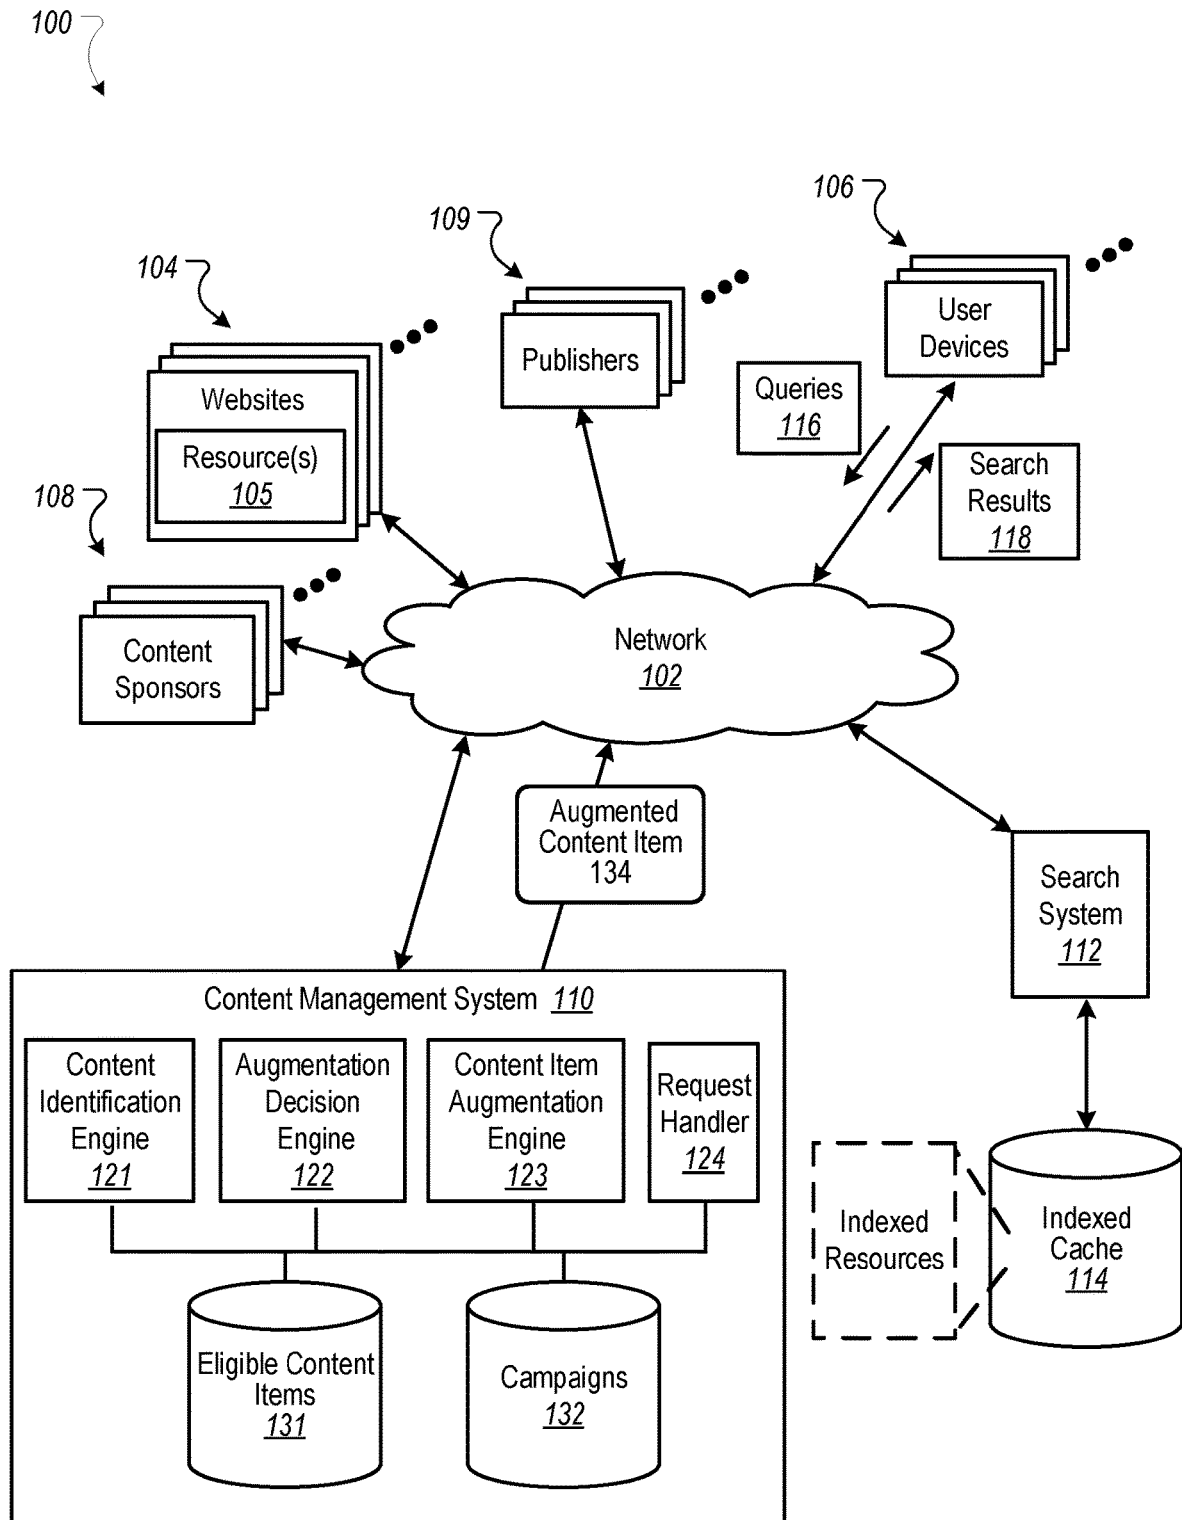 100
109
106
104
Websites
Resource(s)
105
Publishers
User
Devices
Queries
116
Search
Results
118
108
Content
Sponsors
Network
102
Augmented
Content Item
134
Search
System
112
Content Management System 110
Content
Identification
Engine
121
Augmentation
Decision
Engine
122
Content Item
Augmentation
Engine
123
Request
Handler
124
Indexed
Resources
Indexed
Cache
114
Eligible Content
Items
131
Campaigns
132